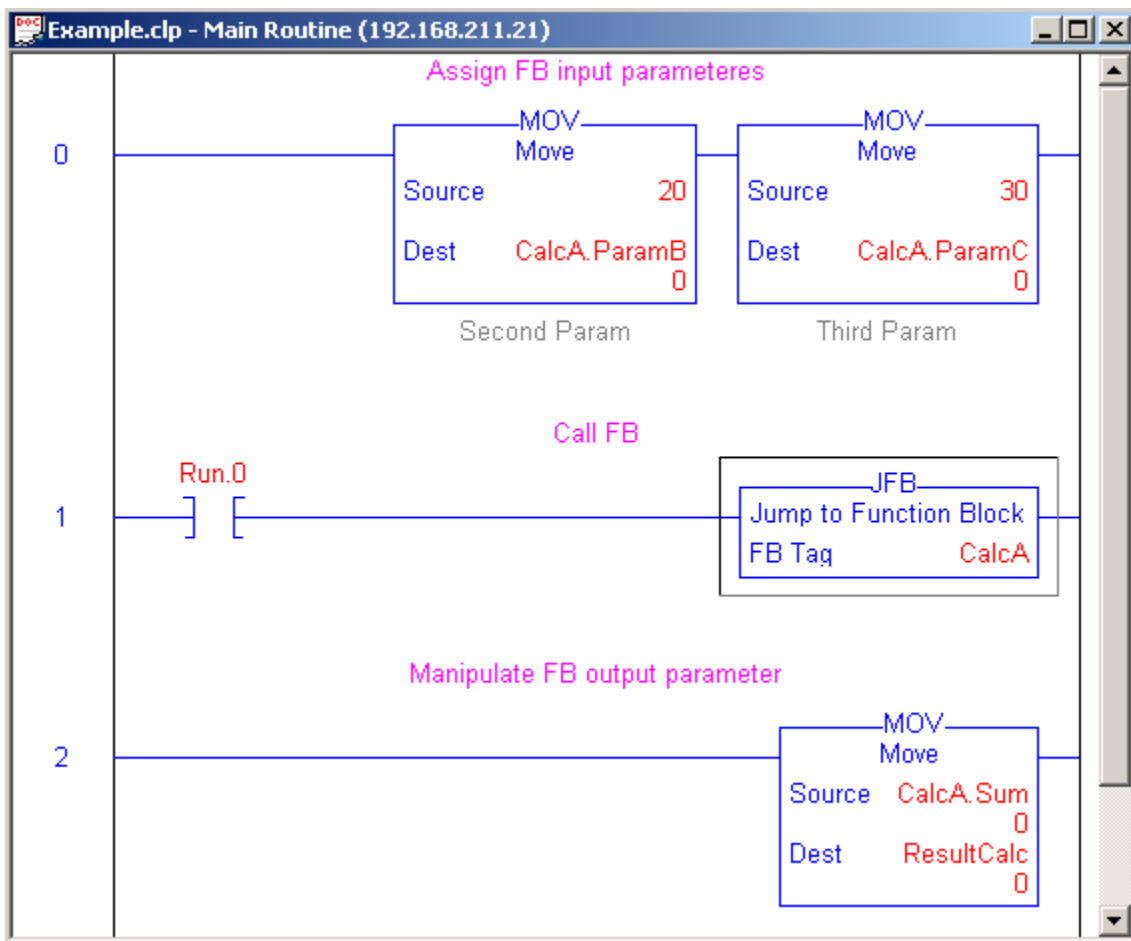 DOC Example.clp - Main Routine (192.168.211.21)
Assign FB input parameteres
0
MOV
Move
Source 20
Dest CalcA.ParamB
0
Second Param
MOV
Move
Source 30
Dest CalcA.ParamC
0
Third Param
Call FB
1
Run.0
JFB
Jump to Function Block
FB Tag CalcA
Manipulate FB output parameter
2
MOV
Move
Source CalcA.Sum
0
Dest ResultCalc
0